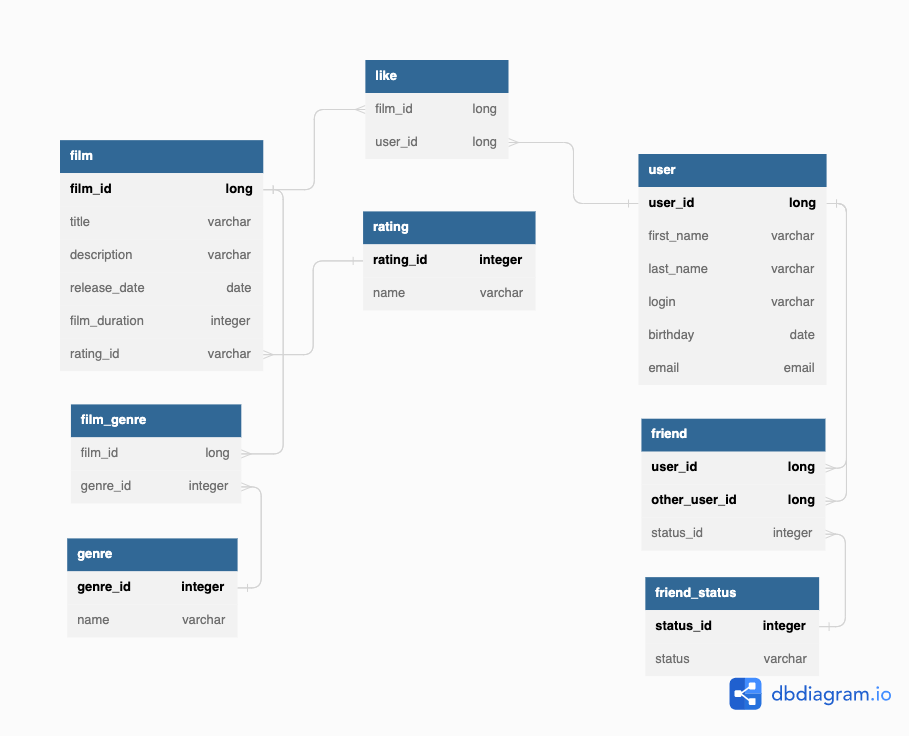 like
film_id long
user_id long
film
film_id long
title varchar
description varchar
release_date date
film_duration integer
rating_id varchar
rating
rating_id integer
name varchar
user
user_id long
first_name varchar
last_name varchar
login varchar
birthday date
email email
film_genre
film_id long
genre_id integer
genre
genre_id integer
name varchar
friend
user_id long
other_user_id long
status_id integer
friend_status
status_id integer
status varchar
dbdiagram.io